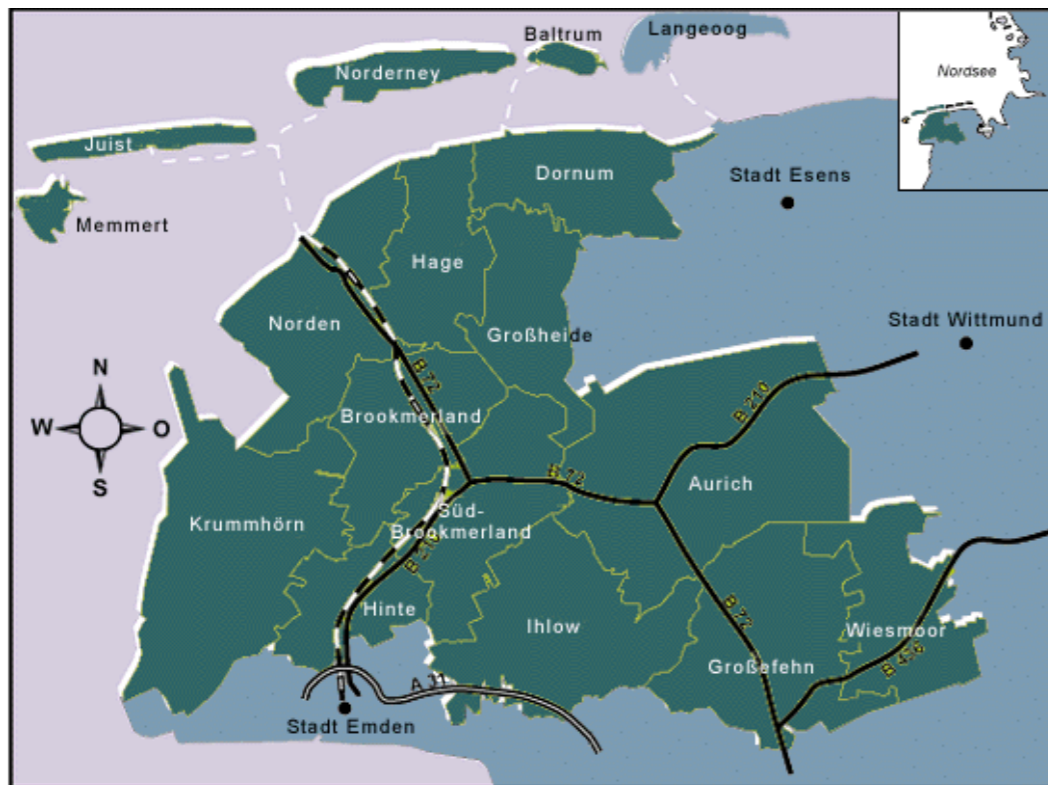 Langeoog
Baltrum
Norderney
Nordsee
Juist
Dornum
Stadt Esens
Memmert
Hage
Norden
Großheide
Stadt Wittmund
N
W
O
S
B 72
B 210
Brookmerland
B 72
Aurich
Krummhörn
Süd-
Brookmerland
B 210
Hinte
Ihlow
B 72
Wiesmoor
Großefehn
B 436
A 31
Stadt Emden